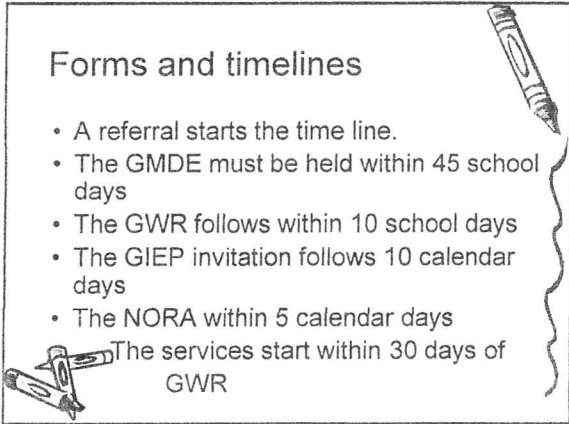 Forms and timelines
• A referral starts the time line.
• The GMDE must be held within 45 school
days
• The GWR follows within 10 school days
• The GIEP invitation follows 10 calendar
days
• The NORA within 5 calendar days
The services start within 30 days of
GWR